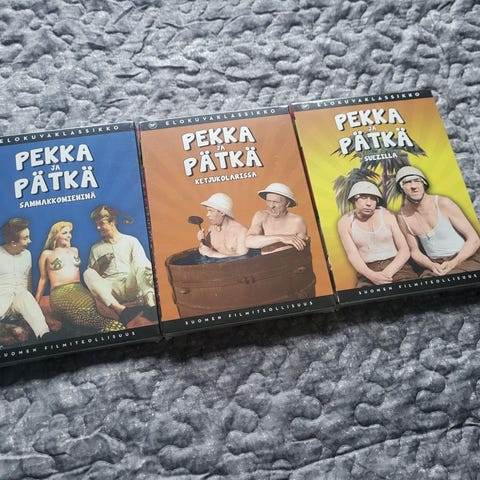 ELOKUVAKLASSIKKO
PEKKA
JA
PÄTKÄ
SAMMAKKOMIEHINÄ
SUOMEN FILMITEOLLISUUS
ELOKUVAKLASSIKKO
PEKKA
JA
PÄTKÄ
KETJUKOLARISSA
SUOMEN FILMITEOLLISUUS
ELOKUVAKLASSIKKO
PEKKA
JA
PÄTKÄ
SUEZILLA
SUOMEN FILMITEOLLISUUS